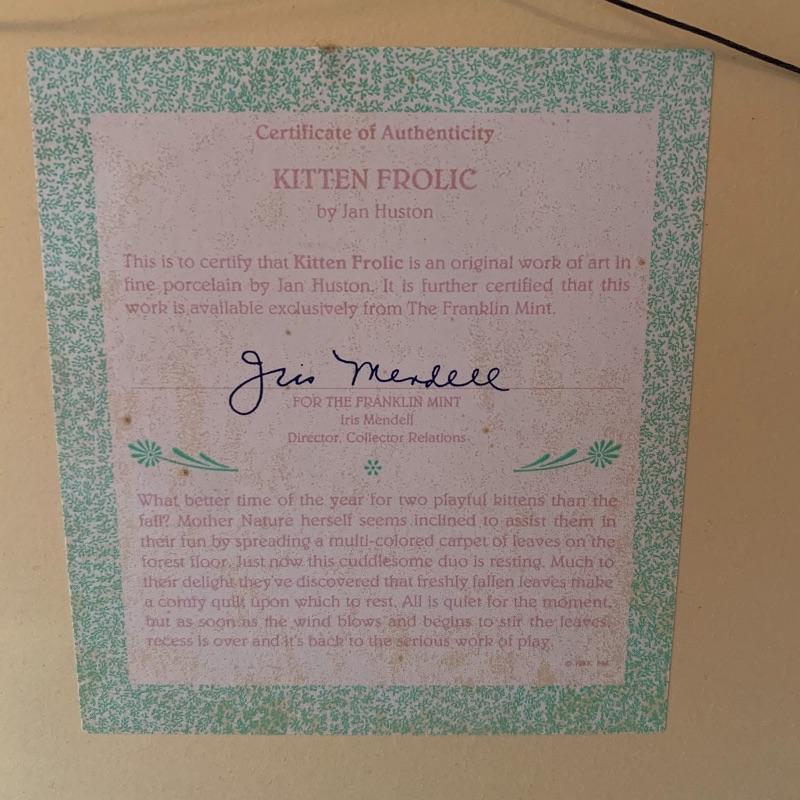 Certificate of Authenticity
KITTEN FROLIC
by Jan Huston
This is to certify that Kitten Frolic is an original work of art in
fine porcelain by Jan Huston. It is further certified that this
work is available exclusively from The Franklin Mint.
Iris Mendell
FOR THE FRANKLIN MINT
Iris Mendell
Director, Collector Relations
What better time of the year for two playful kittens than the
fall? Mother Nature herself seems inclined to assist them in
their fun by spreading a multi-colored carpet of leaves on the
forest floor. Just now this cuddlesome duo is resting. Much to
their delight they've discovered that freshly fallen leaves make
a comfy quilt upon which to rest. All is quiet for the moment,
but as soon as the wind blows and begins to stir the leaves,
recess is over and it's back to the serious work of play.
©